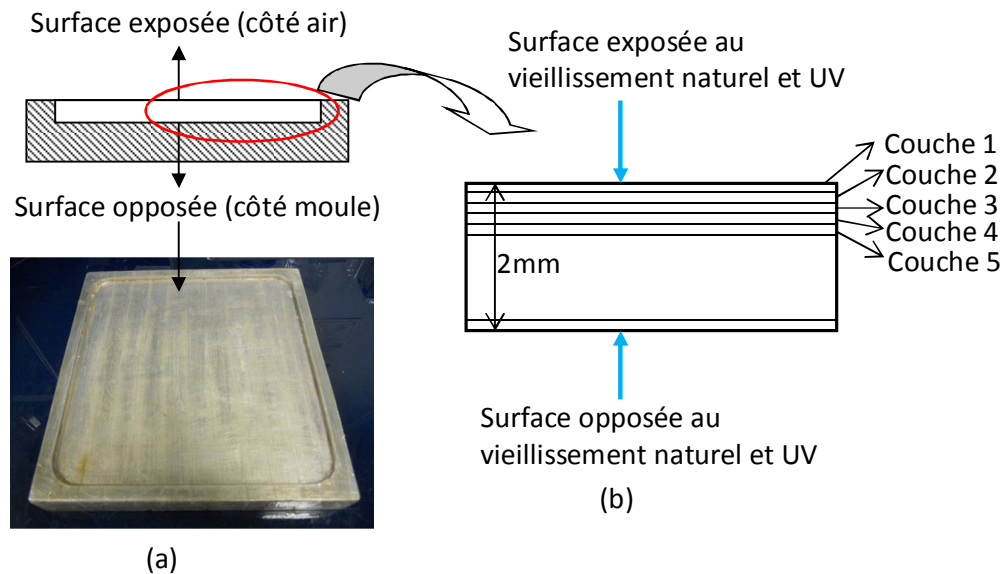 Surface exposée (côté air)
Surface opposée (côté moule)
(a)
Surface exposée au
vieillissement naturel et UV
Couche 1
Couche 2
Couche 3
Couche 4
Couche 5
2mm
Surface opposée au
vieillissement naturel et UV
(b)